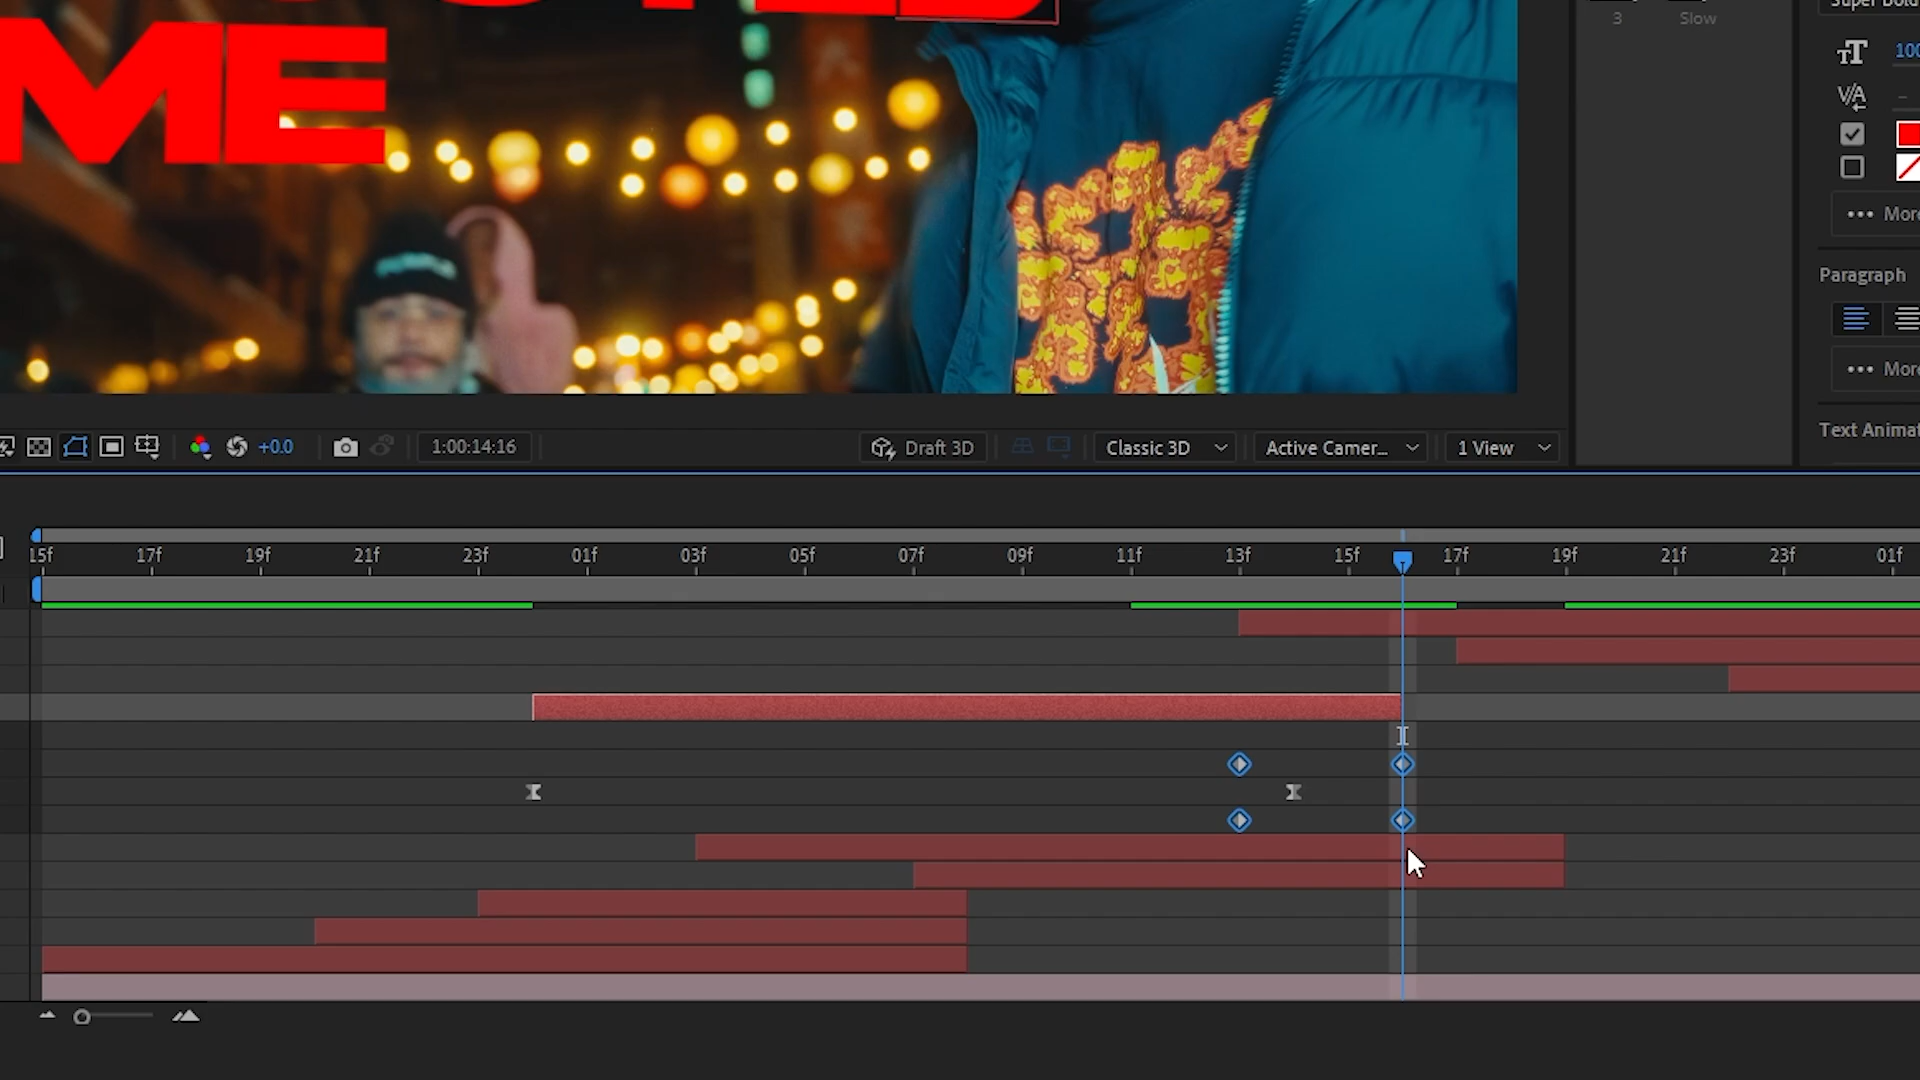 3 Slow
Super Bold
ME
100
More
Paragraph
More
Text Animat
+0.0 1:00:14:16 Draft 3D Classic 3D Active Camer... 1 View
15f 17f 19f 21f 23f 01f 03f 05f 07f 09f 11f 13f 15f 17f 19f 21f 23f 01f